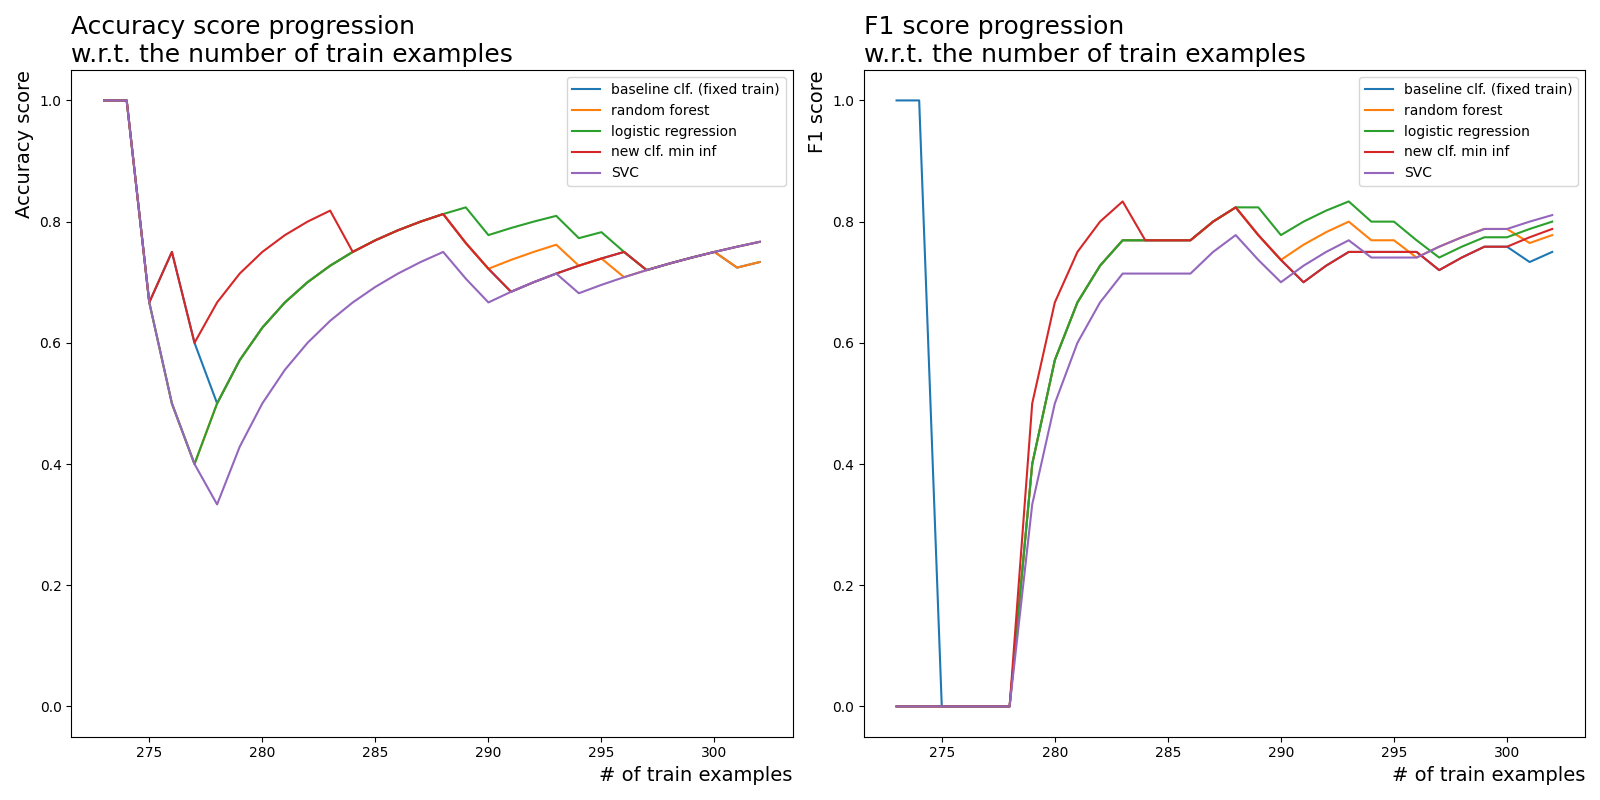 Accuracy score progression
w.r.t. the number of train examples
Accuracy score
1.0
0.8
0.6
0.4
0.2
0.0
275
280
285
290
295
300
# of train examples
baseline clf. (fixed train)
random forest
logistic regression
new clf. min inf
SVC
F1 score progression
w.r.t. the number of train examples
F1 score
1.0
0.8
0.6
0.4
0.2
0.0
275
280
285
290
295
300
# of train examples
baseline clf. (fixed train)
random forest
logistic regression
new clf. min inf
SVC